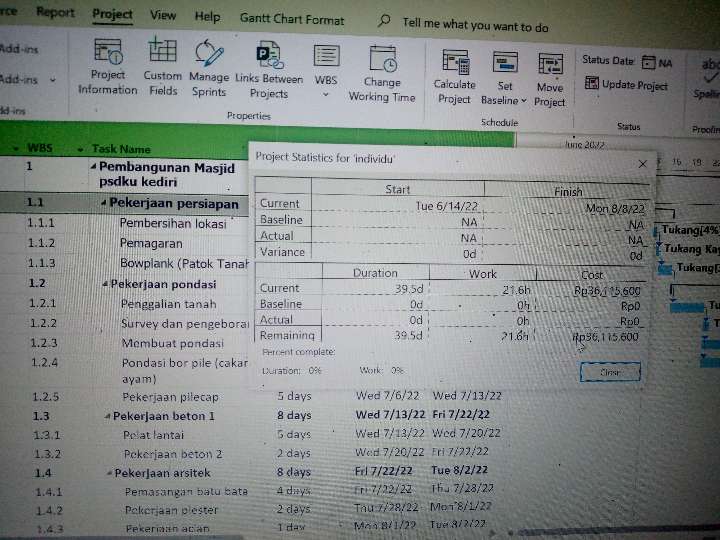 rce Report Project View Help Gantt Chart Format Tell me what you want to do
Add-ins
Add-ins
dd-ins
Project Information
Custom Fields
Manage Sprints
Links Between Projects
WBS
Change Working Time
Properties
Calculate Project
Set Baseline
Move Project
Schedule
Status Date: NA
Update Project
Status
abc
Spelling
Proofin
WBS Task Name
June 2022
16 19 22
Project Statistics for 'individu'
Start Finish
Current Tue 6/14/22 Mon 8/8/22
Baseline NA NA
Actual NA NA
Variance 0d 0d
Duration Work Cost
Current 39.5d 21.6h Rp36,115,600
Baseline 0d 0h Rp0
Actual 0d 0h Rp0
Remaining 39.5d 21.6h Rp36,115,600
Percent complete:
Duration: 0% Work: 0%
Close
1 Pembangunan Masjid
psdku kediri
1.1 Pekerjaan persiapan
1.1.1 Pembersihan lokasi
1.1.2 Pemagaran
1.1.3 Bowplank (Patok Tanah
1.2 Pekerjaan pondasi
1.2.1 Penggalian tanah
1.2.2 Survey dan pengeboran
1.2.3 Membuat pondasi
1.2.4 Pondasi bor pile (cakar
ayam)
1.2.5 Pekerjaan pilecap 5 days Wed 7/6/22 Wed 7/13/22
1.3 Pekerjaan beton 1 8 days Wed 7/13/22 Fri 7/22/22
1.3.1 Pelat lantai 5 days Wed 7/13/22 Wed 7/20/22
1.3.2 Pekerjaan beton 2 2 days Wed 7/20/22 Fri 7/22/22
1.4 Pekerjaan arsitek 8 days Fri 7/22/22 Tue 8/2/22
1.4.1 Pemasangan batu bata 4 days Fri 7/22/22 Thu 7/28/22
1.4.2 Pekerjaan plester 2 days Thu 7/28/22 Mon 8/1/22
1.4.3 Pekerjaan acian 1 day Mon 8/1/22 Tue 8/2/22
Tukang[4%
Tukang Kay
Tukang[
Tukang